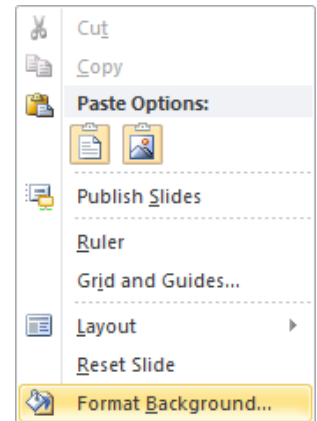 Cut
Copy
Paste Options:
Publish Slides
Ruler
Grid and Guides...
Layout
Reset Slide
Format Background...